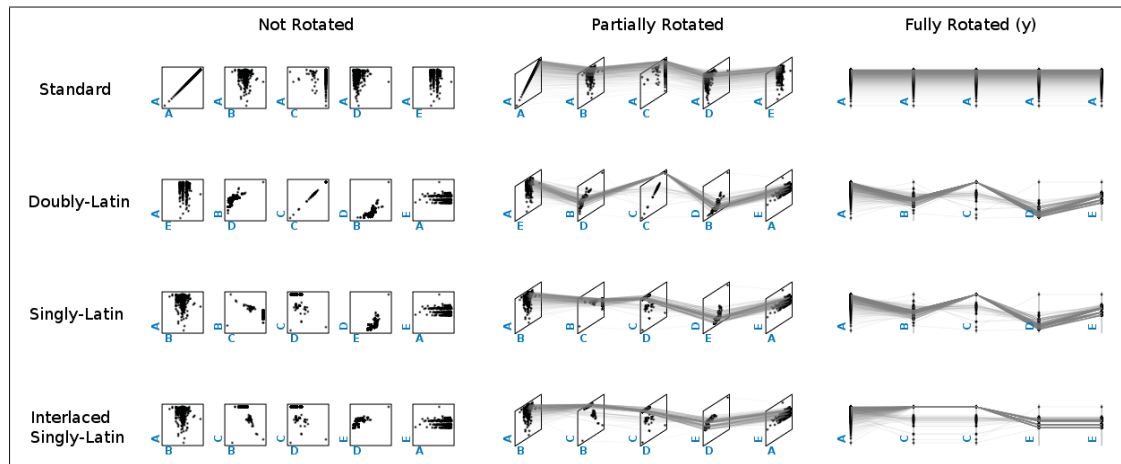 Not Rotated Partially Rotated Fully Rotated (y)
Standard
A A A A A A A A A A A A A A A
A B C D E A B C D E
Doubly-Latin
A B C D E A B C D E A B C D E
E D C B A E D C B A
Singly-Latin
A B C D E A B C D E A B C D E
B C D E A B C D E A
Interlaced
Singly-Latin
A C C E E A C C E E A C C E E
B B D D A B B D D A